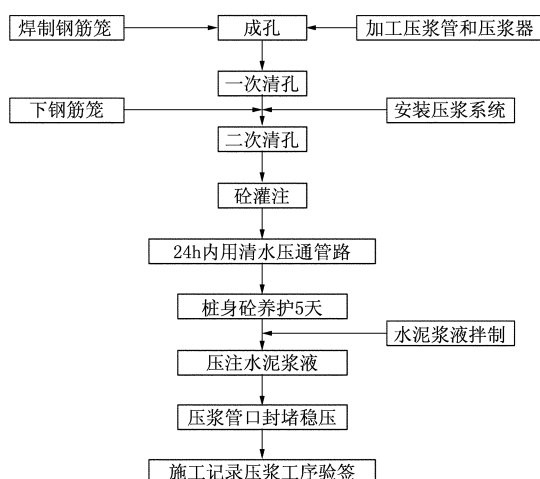 焊制钢筋笼
成孔
加工压浆管和压浆器
一次清孔
下钢筋笼
安装压浆系统
二次清孔
砼灌注
24h内用清水压通管路
桩身砼养护5天
水泥浆液拌制
压注水泥浆液
压浆管口封堵稳压
施工记录压浆工序验签